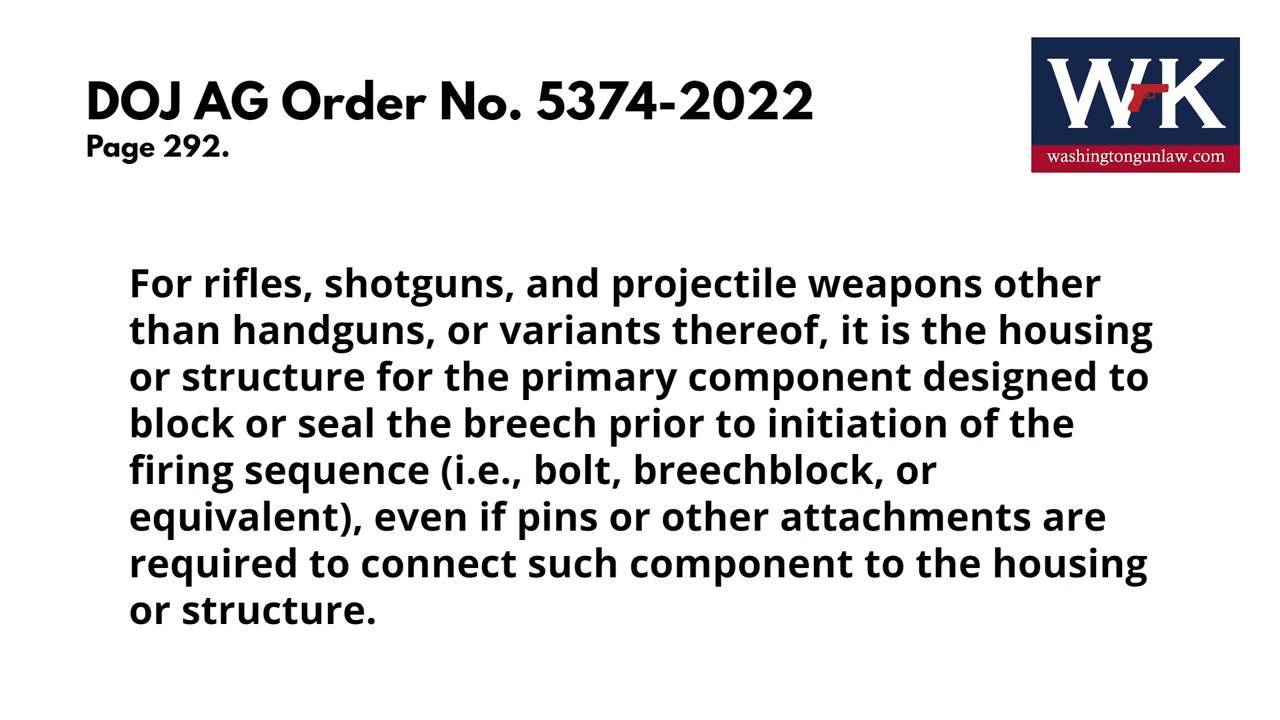 DOJ AG Order No. 5374-2022
Page 292.
WK
washingtongunlaw.com
For rifles, shotguns, and projectile weapons other
than handguns, or variants thereof, it is the housing
or structure for the primary component designed to
block or seal the breech prior to initiation of the
firing sequence (i.e., bolt, breechblock, or
equivalent), even if pins or other attachments are
required to connect such component to the housing
or structure.